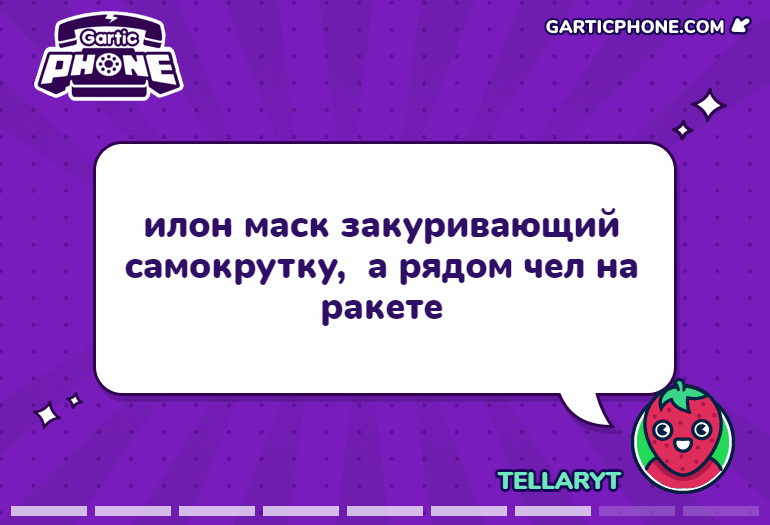 Gartic
PHONE
GARTICPHONE.COM
илон маск закуривающий
самокрутку,  а рядом чел на
ракете
TELLARYT